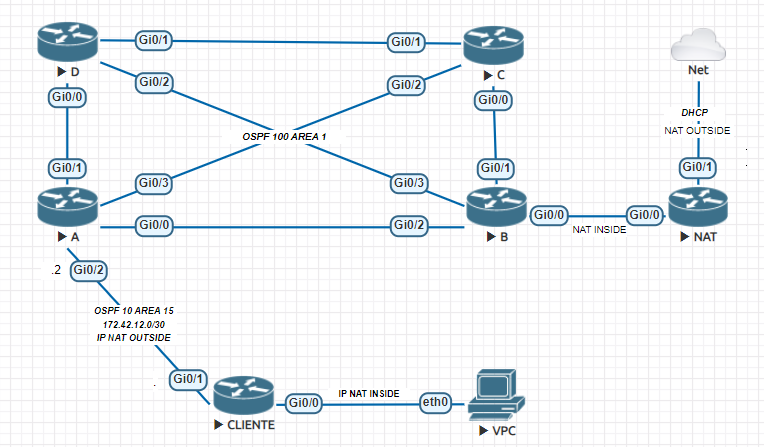 Gi0/1
Gi0/1
D
C
Net
Gi0/2
Gi0/2
Gi0/0
Gi0/0
DHCP
NAT OUTSIDE
OSPF 100 AREA 1
Gi0/1
Gi0/1
Gi0/1
Gi0/3
Gi0/3
Gi0/0
Gi0/2
Gi0/0
Gi0/0
NAT INSIDE
A
B
NAT
.2
Gi0/2
OSPF 10 AREA 15
172.42.12.0/30
IP NAT OUTSIDE
Gi0/1
Gi0/0
IP NAT INSIDE
eth0
CLIENTE
VPC